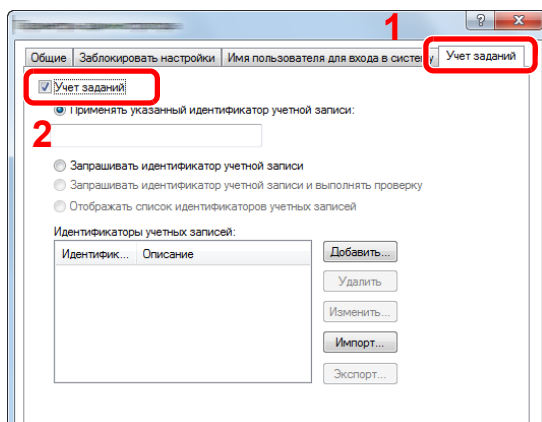 1
Общие
Заблокировать настройки
Имя пользователя для входа в систему
Учет заданий
Учет заданий
Применять указанный идентификатор учетной записи:
2
Запрашивать идентификатор учетной записи
Запрашивать идентификатор учетной записи и выполнять проверку
Отображать список идентификаторов учетных записей
Идентификаторы учетных записей:
Идентифик... Описание
Добавить...
Удалить
Изменить...
Импорт...
Экспорт...